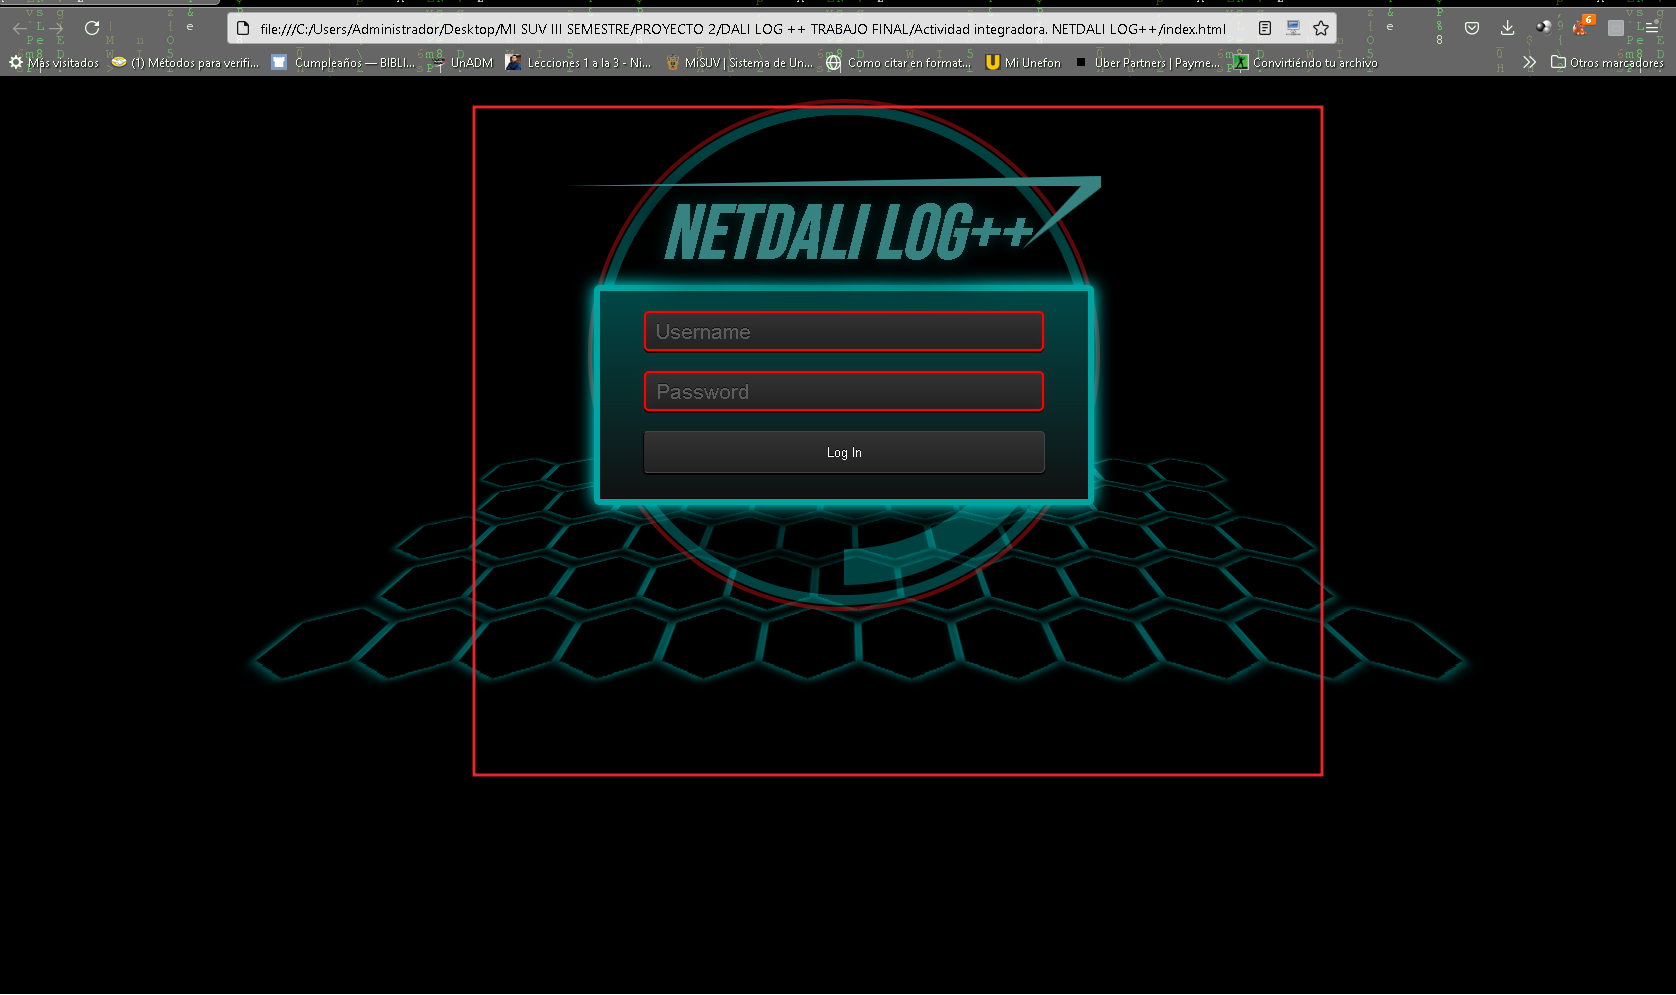 file:///C:/Users/Administrador/Desktop/MI SUV III SEMESTRE/PROYECTO 2/DALI LOG ++ TRABAJO FINAL/Actividad integradora. NETDALI LOG++/index.html
6
Más visitados (1) Métodos para verifi... Cumpleaños — BIBLI... UnADM Lecciones 1 a la 3 - Ni... MiSUV | Sistema de Un... Como citar en format... Mi Unefon Uber Partners | Payme... Convirtiéndo tu archivo Otros marcadores
NETDALI LOG++
Username
Password
Log In